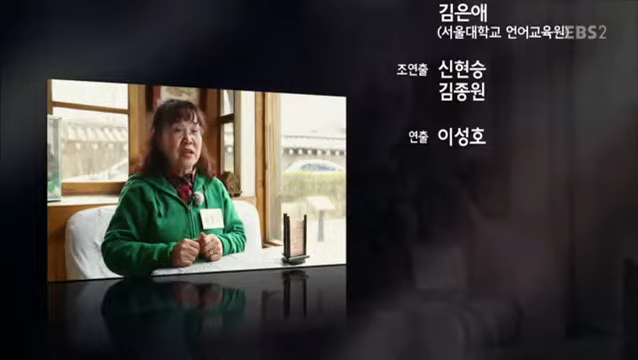 김은애
(서울대학교 언어교육원)
EBS2
조연출 신현승
김종원
연출 이성호